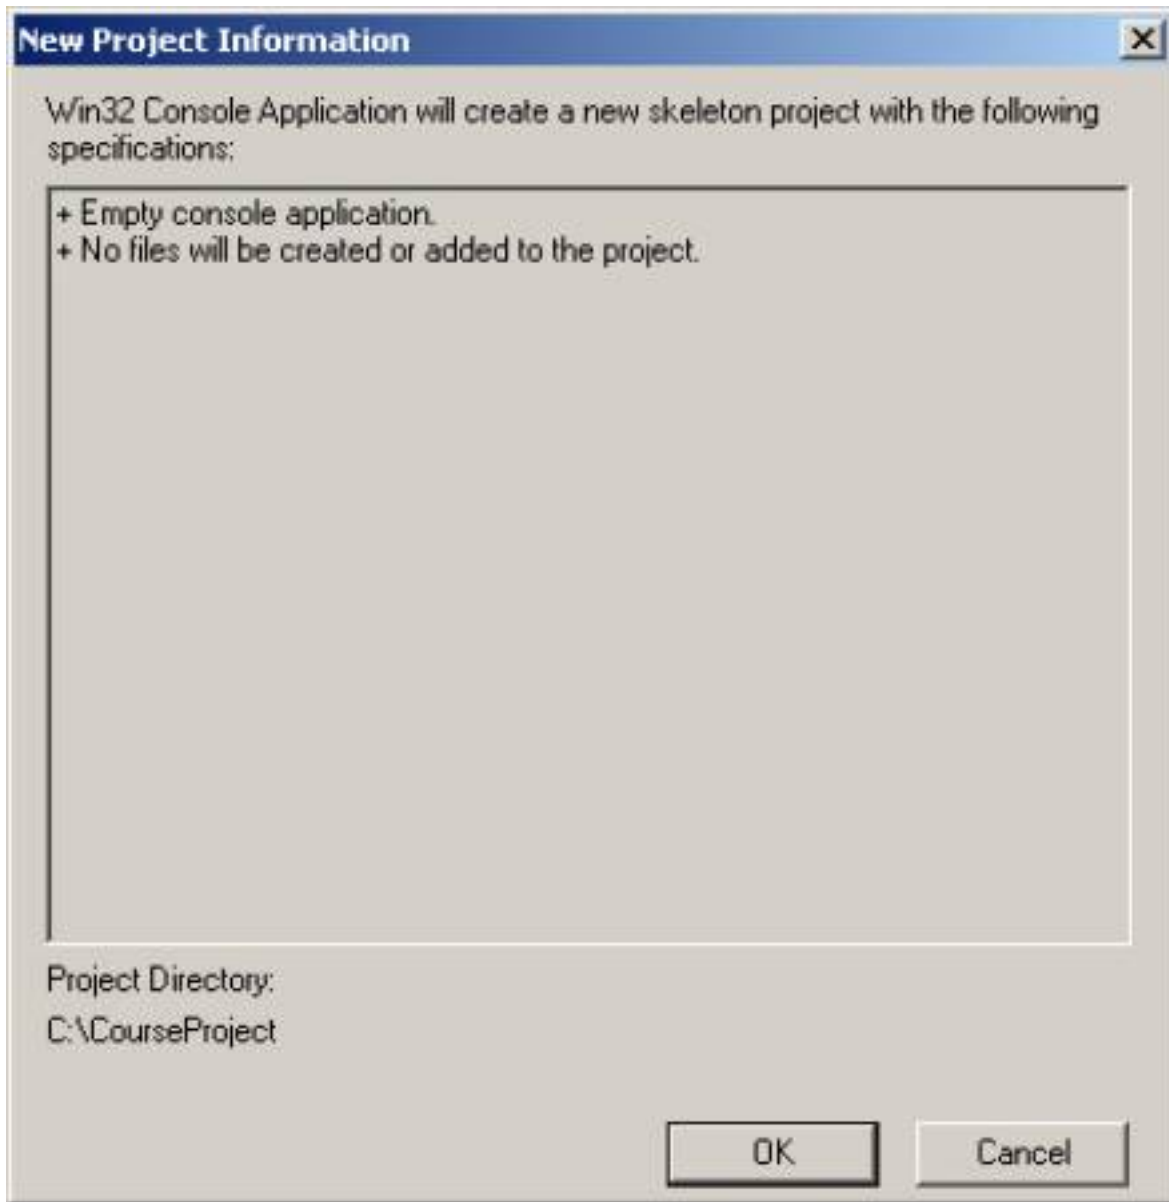 New Project Information
Win32 Console Application will create a new skeleton project with the following
specifications:
+ Empty console application.
+ No files will be created or added to the project.
Project Directory:
C:\CourseProject
OK
Cancel